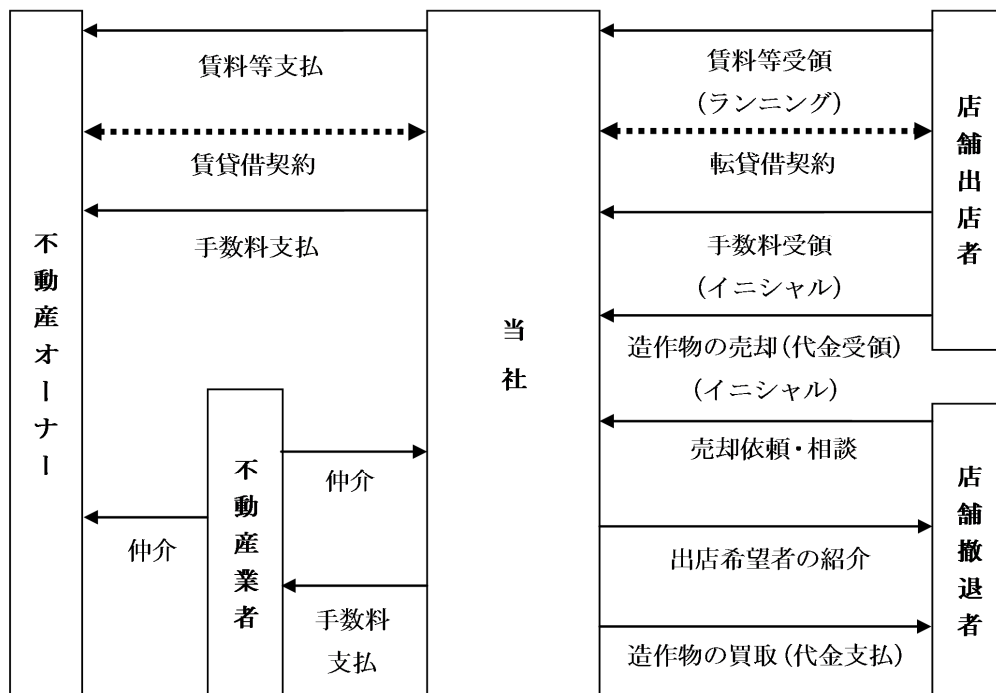 不動産オーナー
賃料等支払
賃貸借契約
手数料支払
不動産業者
仲介
仲介
手数料
支払
当社
賃料等受領
(ランニング)
転貸借契約
手数料受領
(イニシャル)
造作物の売却(代金受領)
(イニシャル)
売却依頼・相談
出店希望者の紹介
造作物の買取(代金支払)
店舗出店者
店舗撤退者